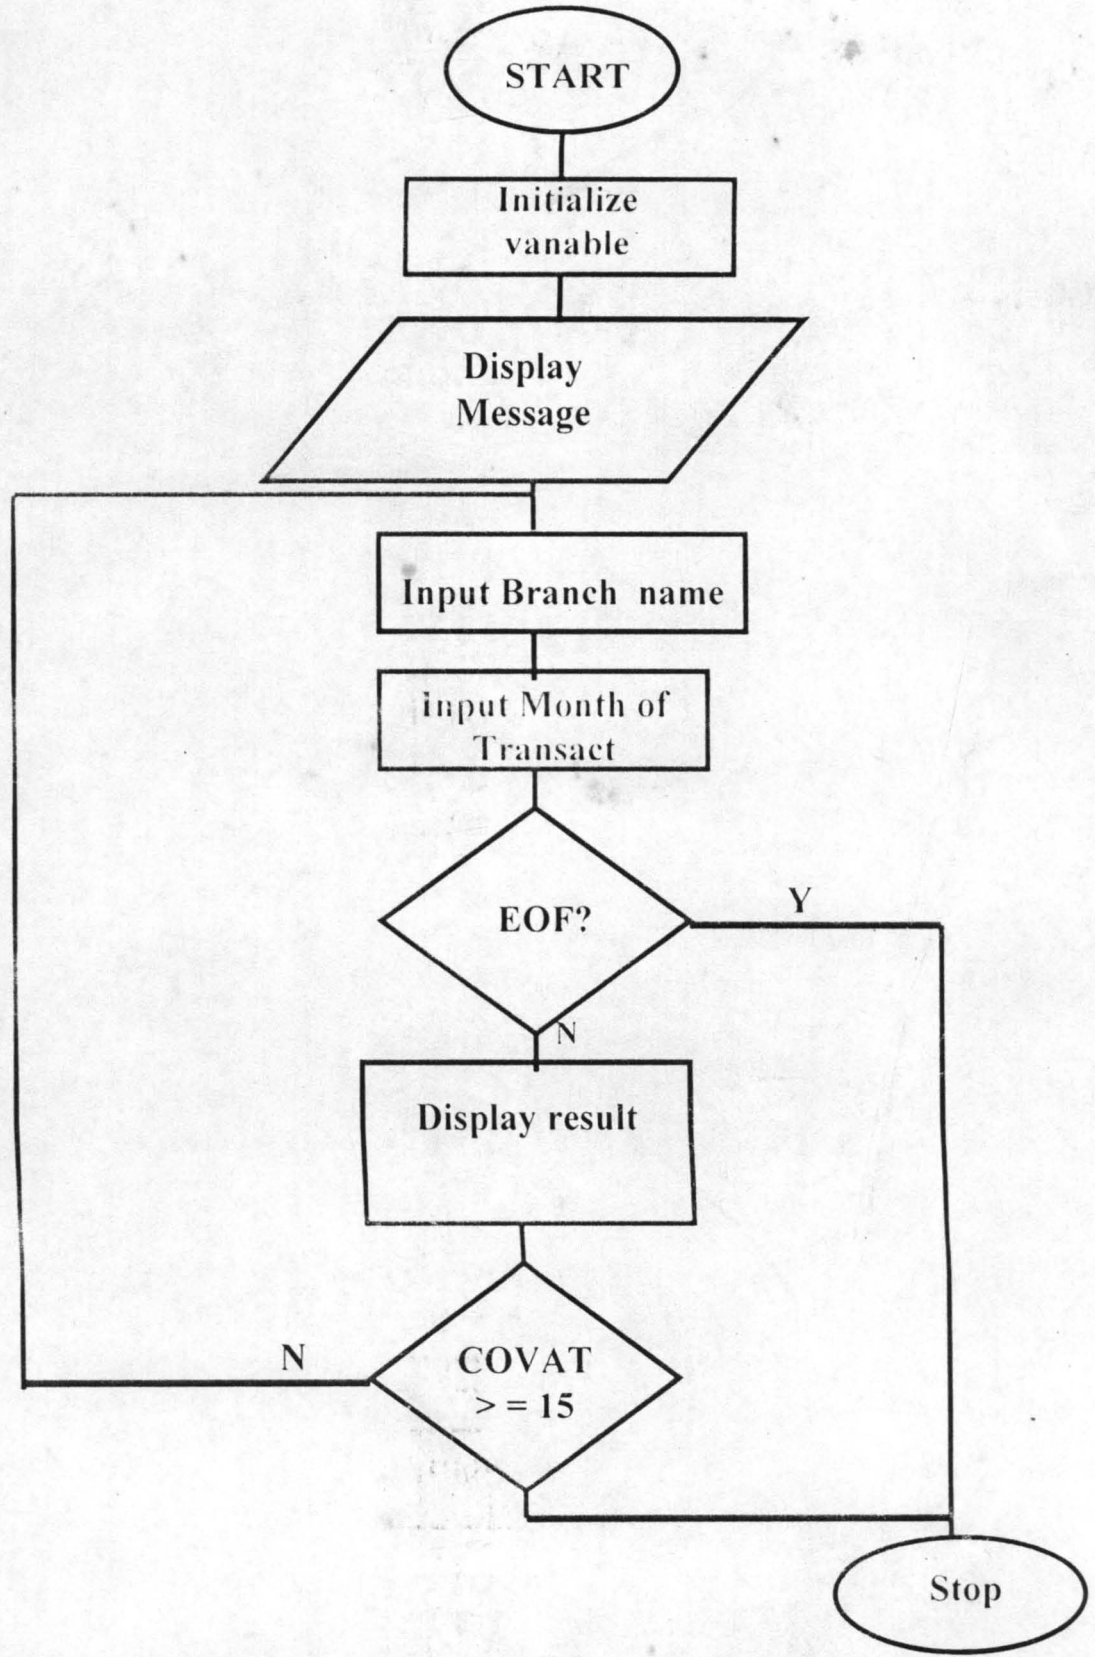 START
Initialize
vanable
Display
Message
Input Branch name
input Month of
Transact
EOF?
Y
N
Display result
N
COVAT
> = 15
Stop